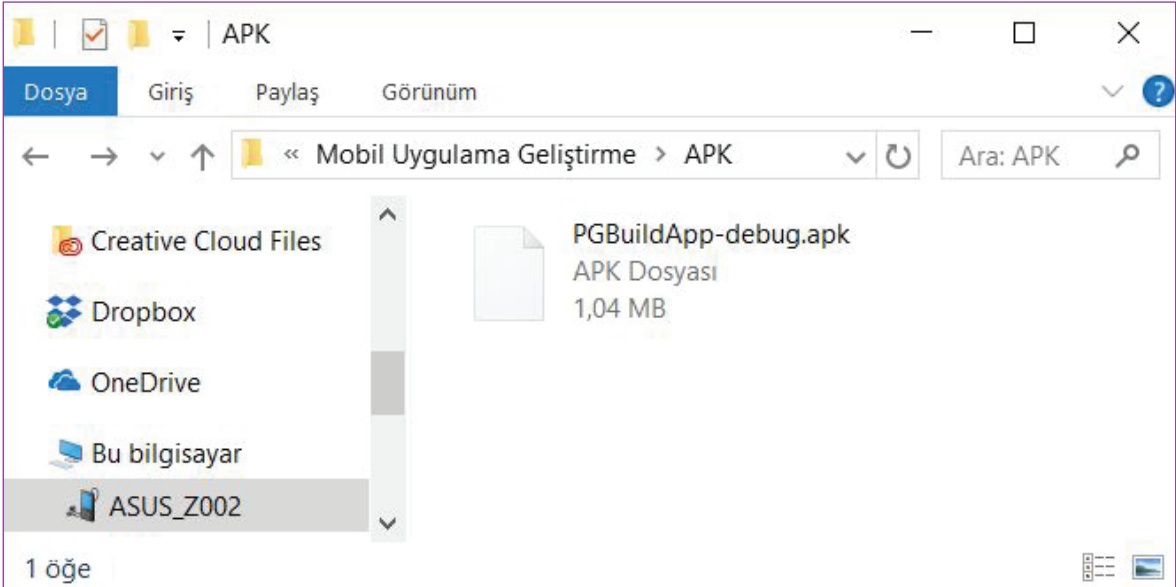 APK
Dosya Giriş Paylaş Görünüm
« Mobil Uygulama Geliştirme > APK
Ara: APK
Creative Cloud Files
Dropbox
OneDrive
Bu bilgisayar
ASUS_Z002
PGBuildApp-debug.apk
APK Dosyası
1,04 MB
1 öğe